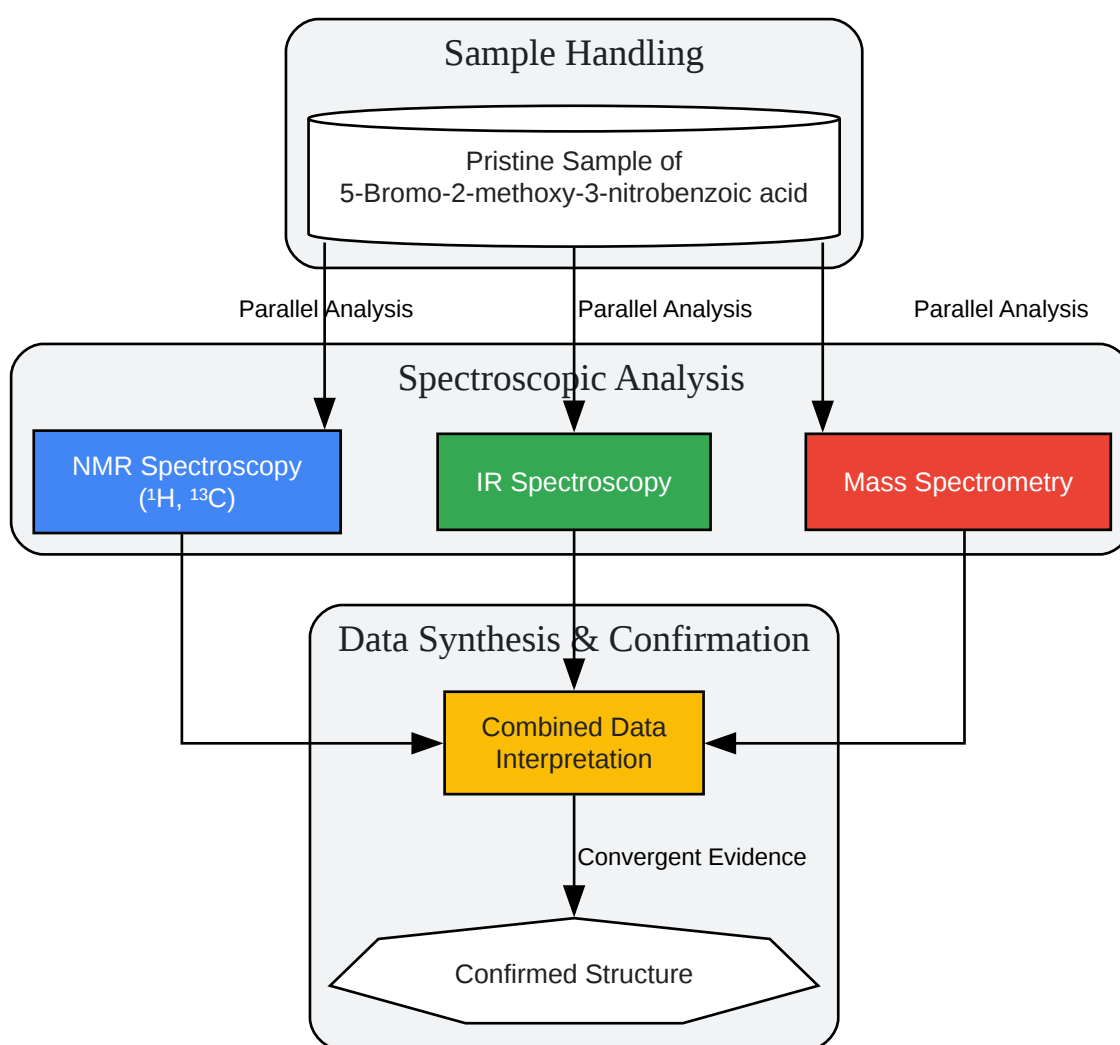 Sample Handling
Pristine Sample of
5-Bromo-2-methoxy-3-nitrobenzoic acid
Parallel Analysis
Parallel Analysis
Parallel Analysis
Spectroscopic Analysis
NMR Spectroscopy
(¹H, ¹³C)
IR Spectroscopy
Mass Spectrometry
Data Synthesis & Confirmation
Combined Data
Interpretation
Convergent Evidence
Confirmed Structure